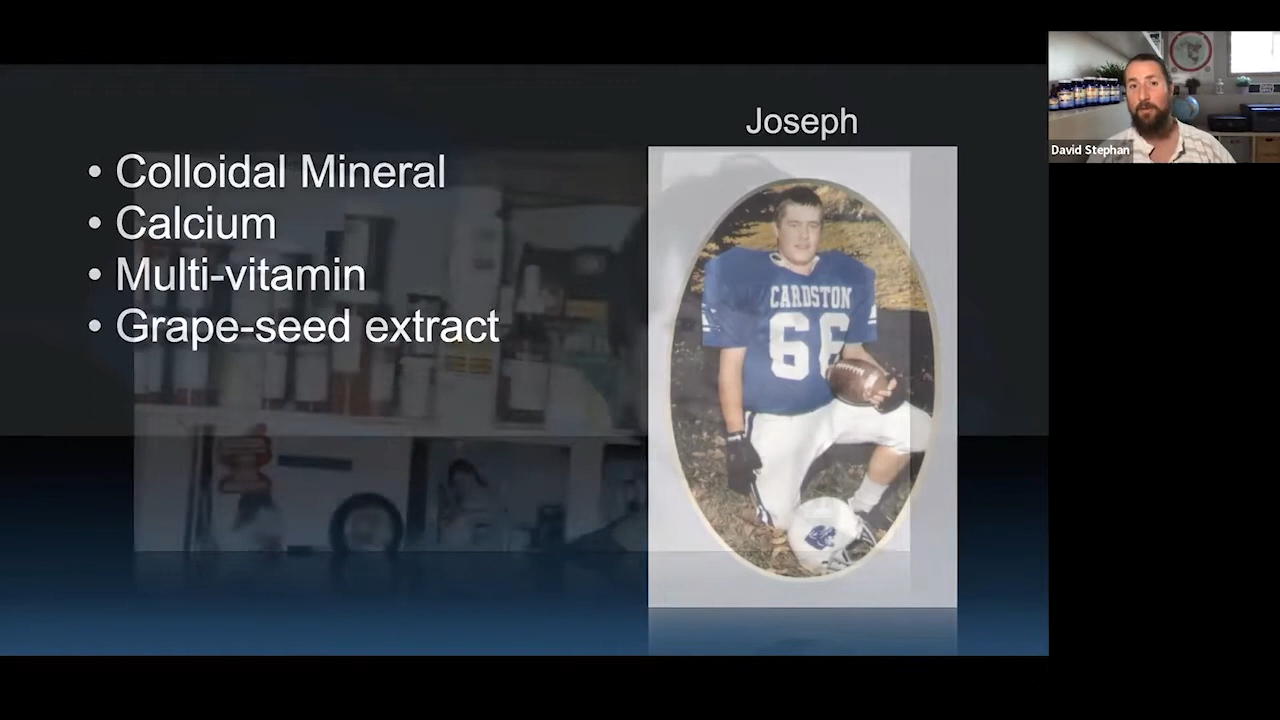 Joseph
• Colloidal Mineral
• Calcium
• Multi-vitamin
• Grape-seed extract
CARDSTON
66
David Stephan